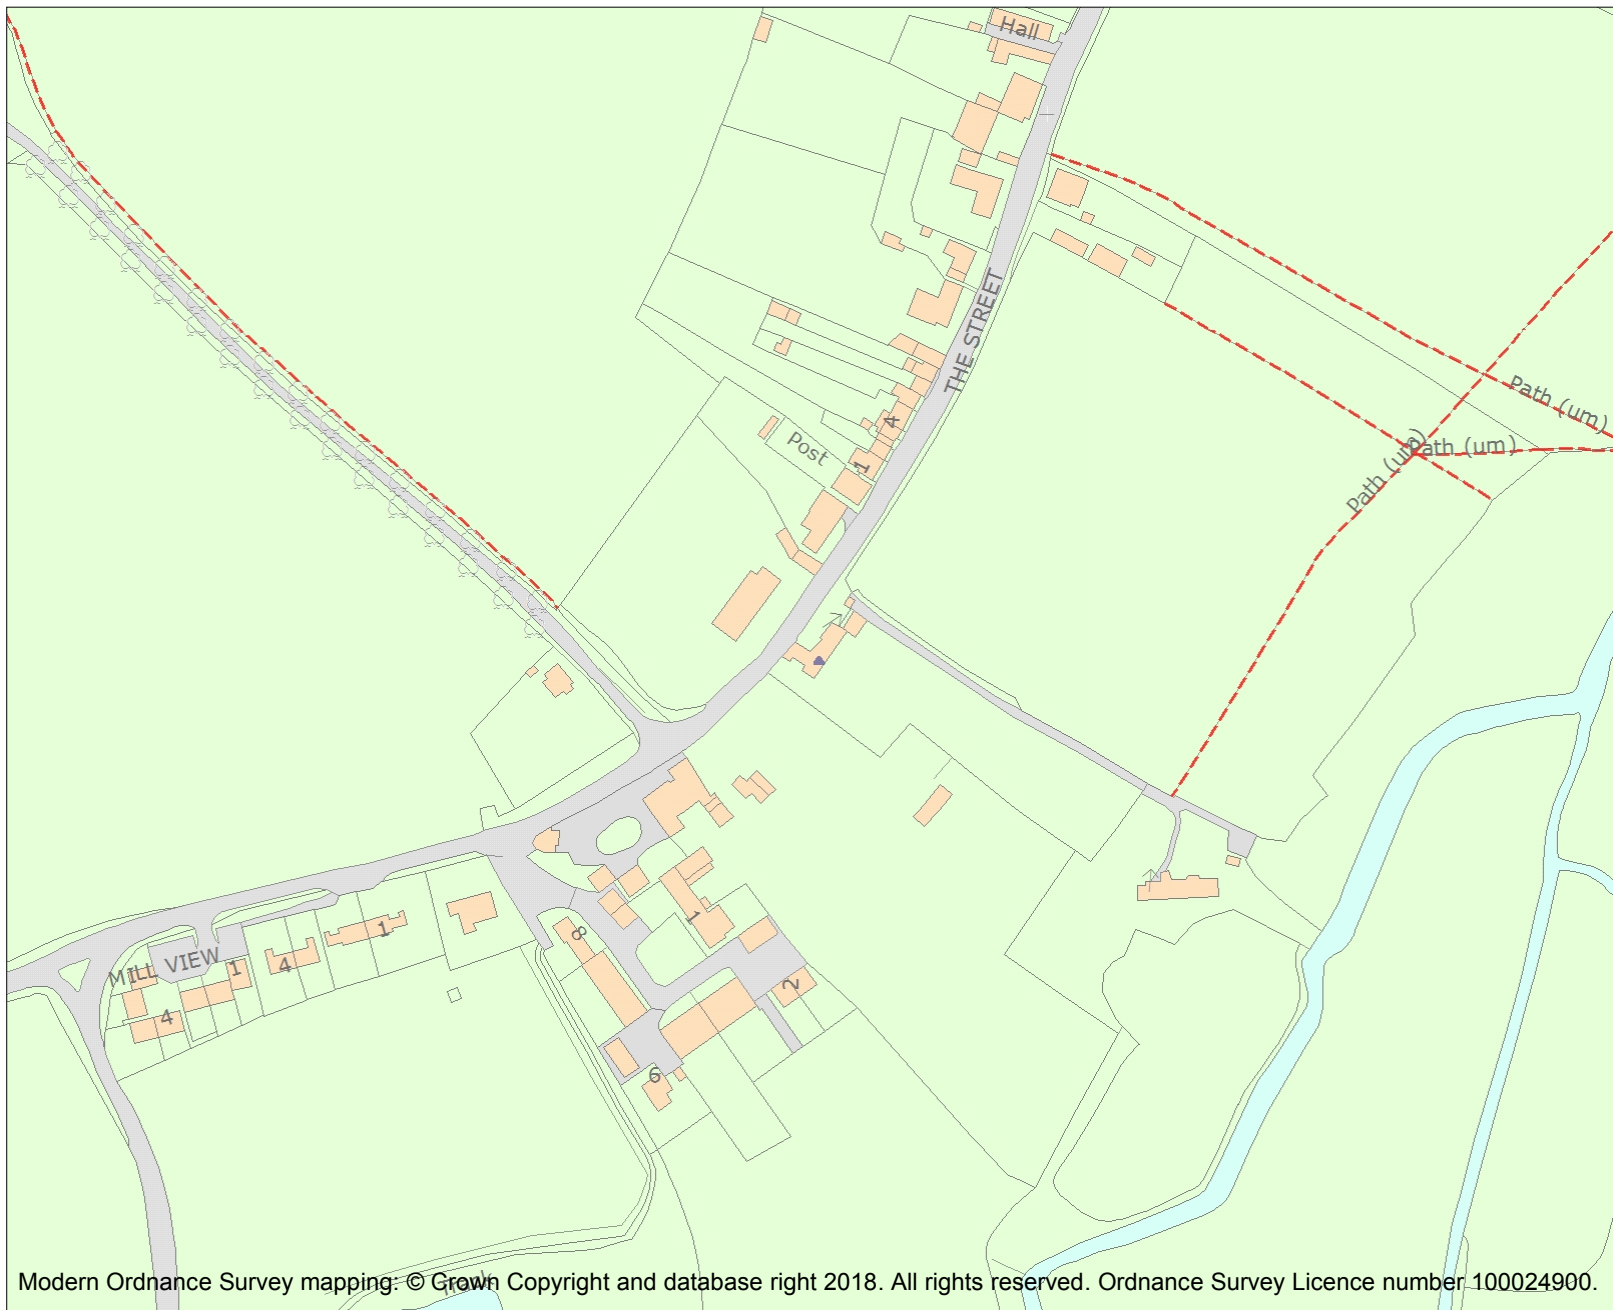 Hall
THE STREET
4
Post
1
Path (um)
Path (um)
Path (um)
8
1
1
MILL VIEW
1
4
4
2
6
Track
Modern Ordnance Survey mapping: © Crown Copyright and database right 2018. All rights reserved. Ordnance Survey Licence number 100024900.